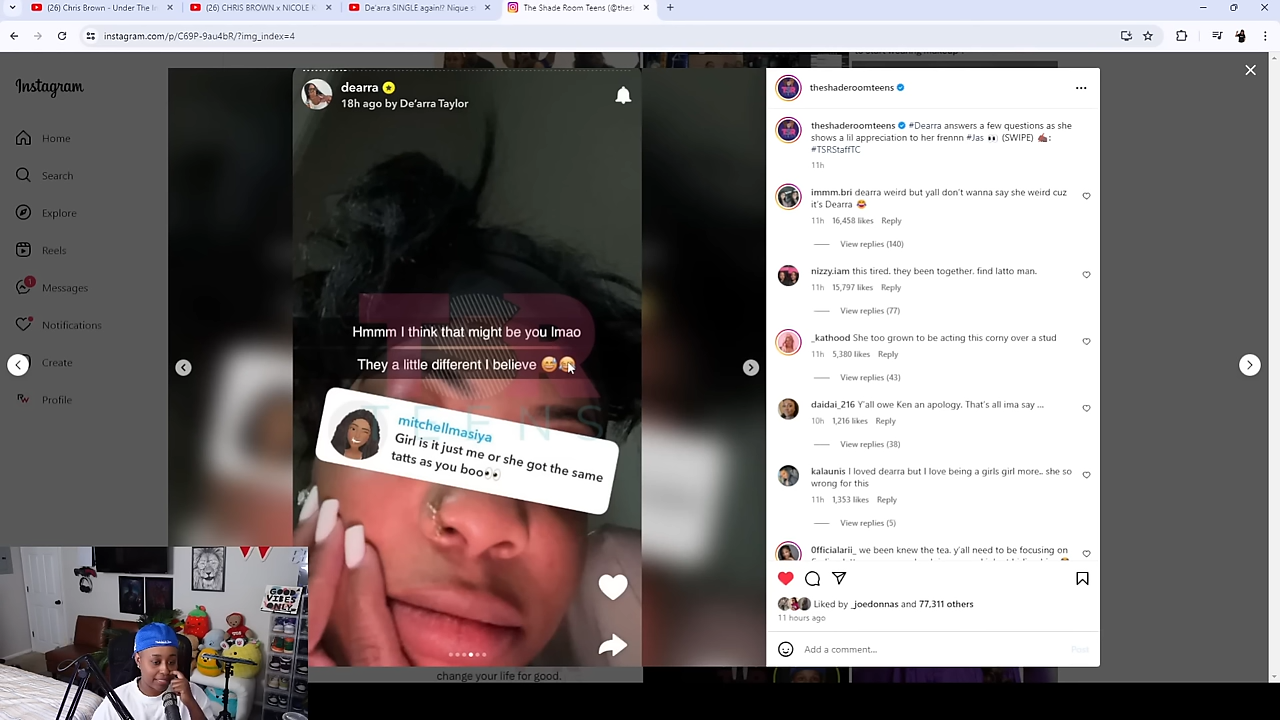 (26) Chris Brown - Under The In
(26) CHRIS BROWN x NICOLE K
De'arra SINGLE again!? Nique s
The Shade Room Teens (@thes
instagram.com/p/C69P-9au4bR/?img_index=4
Instagram
Home
Search
Explore
Reels
1
Messages
Notifications
Create
Profile
dearra
18h ago by De'arra Taylor
Hmmm I think that might be you lmao
They a little different I believe 😅🤏
TEENS
mitchellmasiya
Girl is it just me or she got the same
tatts as you boo👀
theshaderoomteens
theshaderoomteens #Dearra answers a few questions as she
shows a lil appreciation to her frennn #Jas 👀 (SWIPE) ✍🏾:
#TSRStaffTC
11h
immm.bri dearra weird but yall don't wanna say she weird cuz
it's Dearra 😂
11h 16,458 likes Reply
View replies (140)
nizzy.iam this tired. they been together. find latto man.
11h 15,797 likes Reply
View replies (77)
_kathood She too grown to be acting this corny over a stud
11h 5,380 likes Reply
View replies (43)
daidai_216 Y'all owe Ken an apology. That's all ima say ...
10h 1,216 likes Reply
View replies (38)
kalaunis I loved dearra but I love being a girls girl more.. she so
wrong for this
11h 1,353 likes Reply
View replies (5)
0fficialarii_ we been knew the tea. y'all need to be focusing on
Liked by _joedonnas and 77,311 others
11 hours ago
Add a comment...
Post
change your life for good.
GOOD
VIBES
ONLY